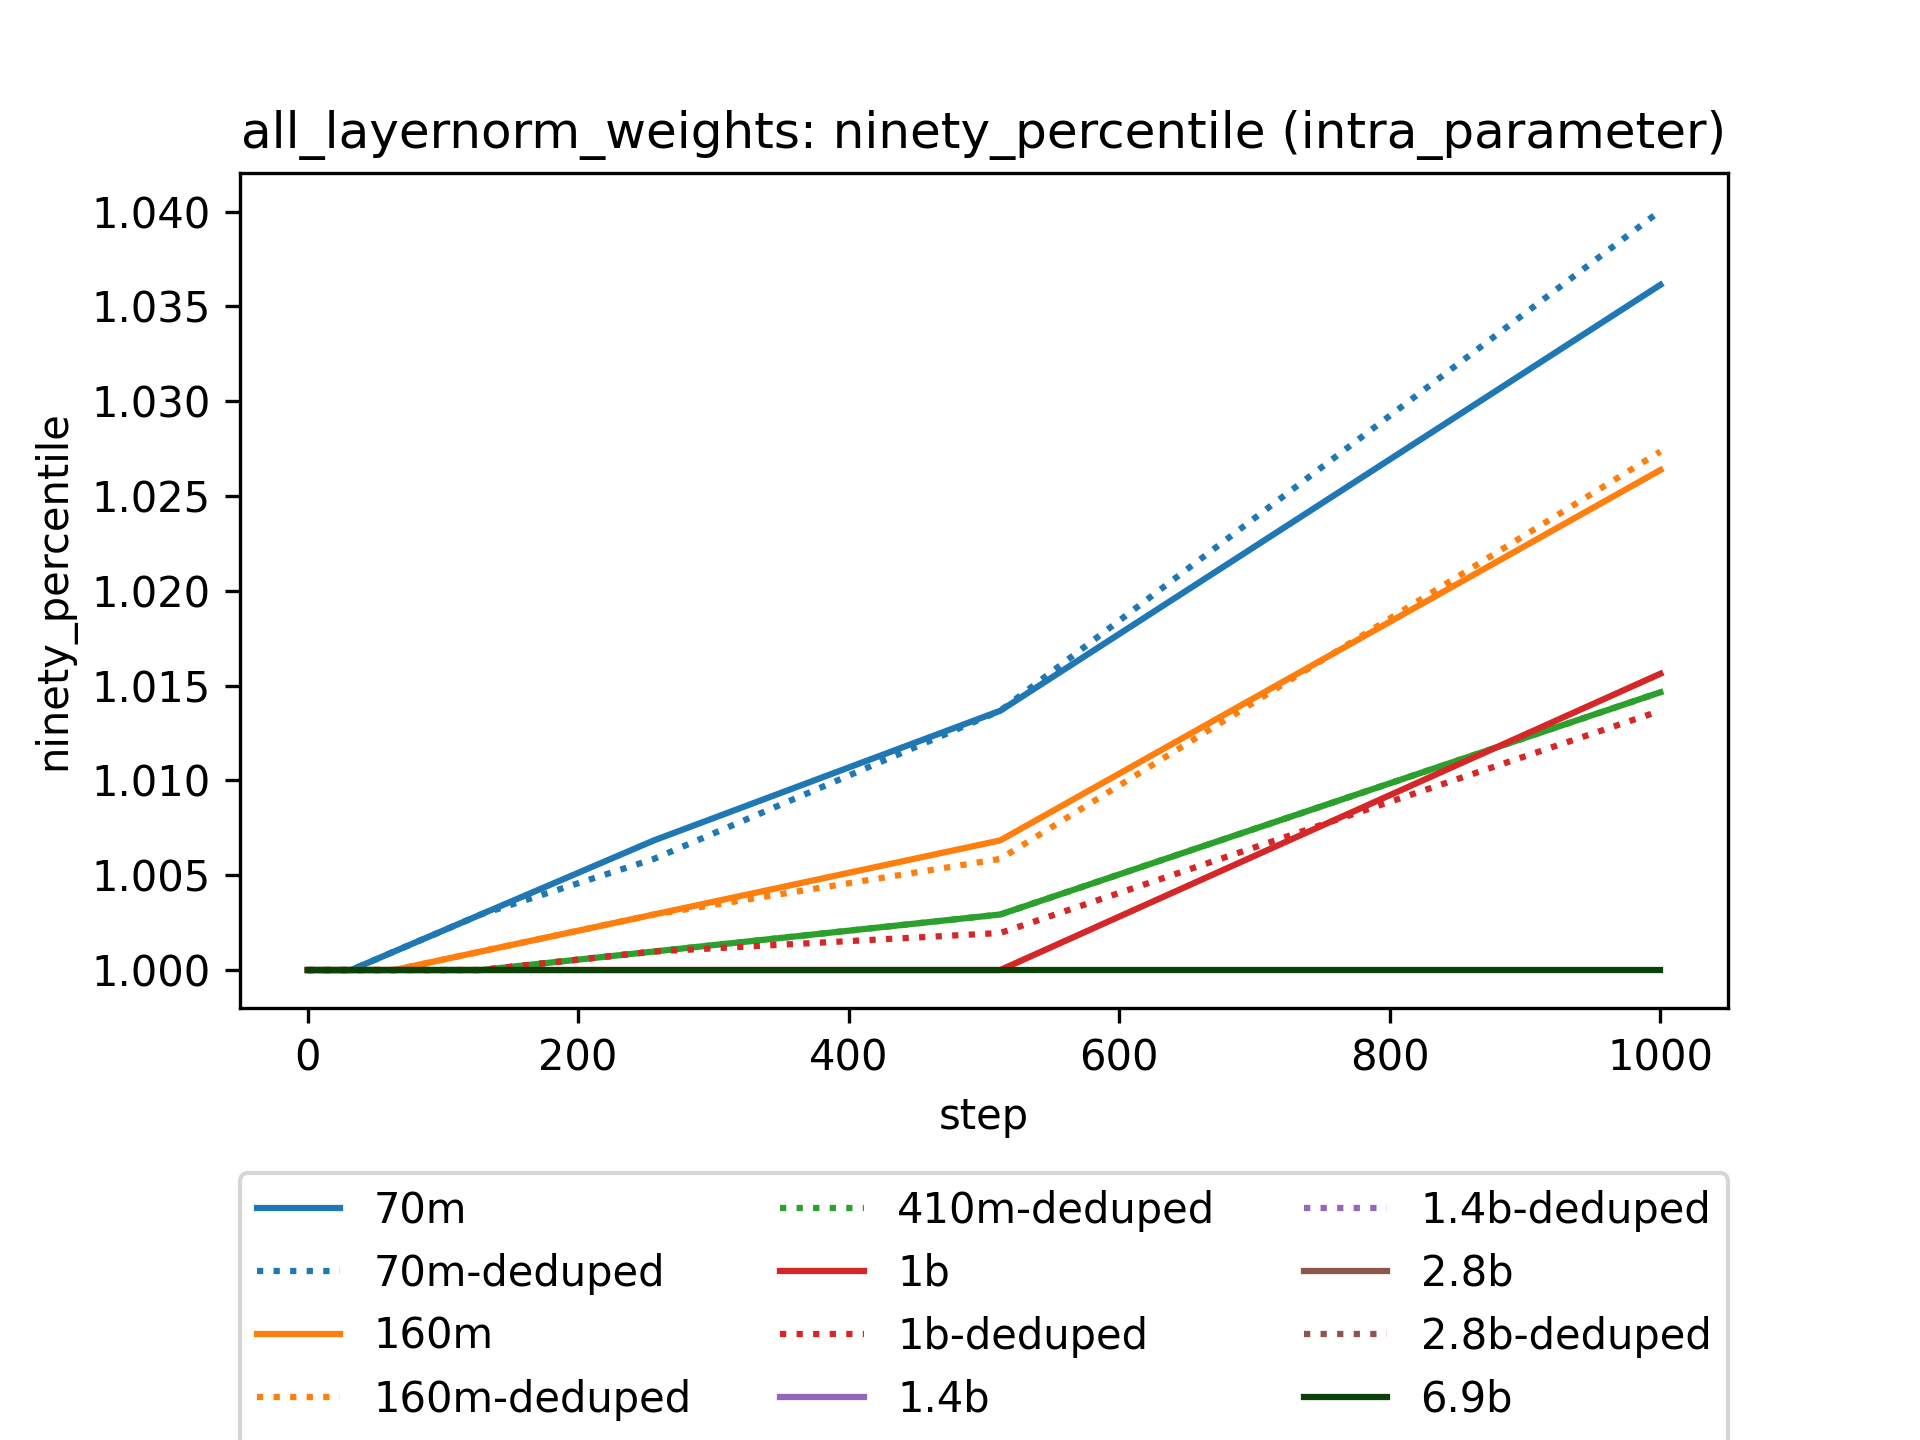 all_layernorm_weights: ninety_percentile (intra_parameter)
ninety_percentile
1.040
1.035
1.030
1.025
1.020
1.015
1.010
1.005
1.000
0 200 400 600 800 1000
step
70m 410m-deduped 1.4b-deduped
70m-deduped 1b 2.8b
160m 1b-deduped 2.8b-deduped
160m-deduped 1.4b 6.9b